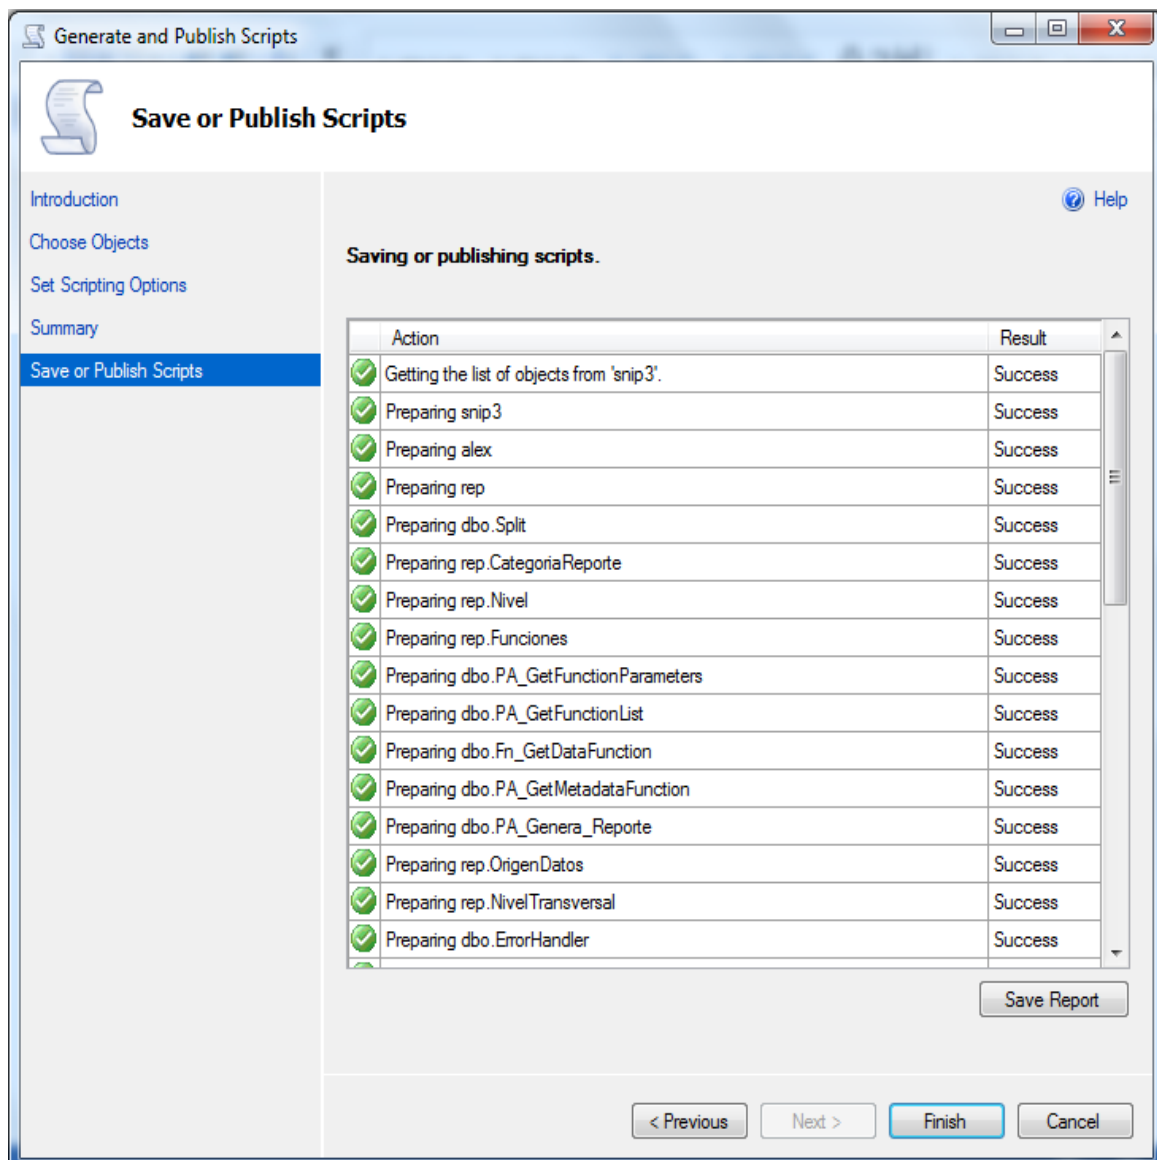 Generate and Publish Scripts
Save or Publish Scripts
Introduction
Choose Objects
Set Scripting Options
Summary
Save or Publish Scripts
Help
Saving or publishing scripts.
Action Result
Getting the list of objects from 'snip3'. Success
Preparing snip3 Success
Preparing alex Success
Preparing rep Success
Preparing dbo.Split Success
Preparing rep.CategoriaReporte Success
Preparing rep.Nivel Success
Preparing rep.Funciones Success
Preparing dbo.PA_GetFunctionParameters Success
Preparing dbo.PA_GetFunctionList Success
Preparing dbo.Fn_GetDataFunction Success
Preparing dbo.PA_GetMetadataFunction Success
Preparing dbo.PA_Genera_Reporte Success
Preparing rep.OrigenDatos Success
Preparing rep.NivelTransversal Success
Preparing dbo.ErrorHandler Success
Save Report
< Previous Next > Finish Cancel